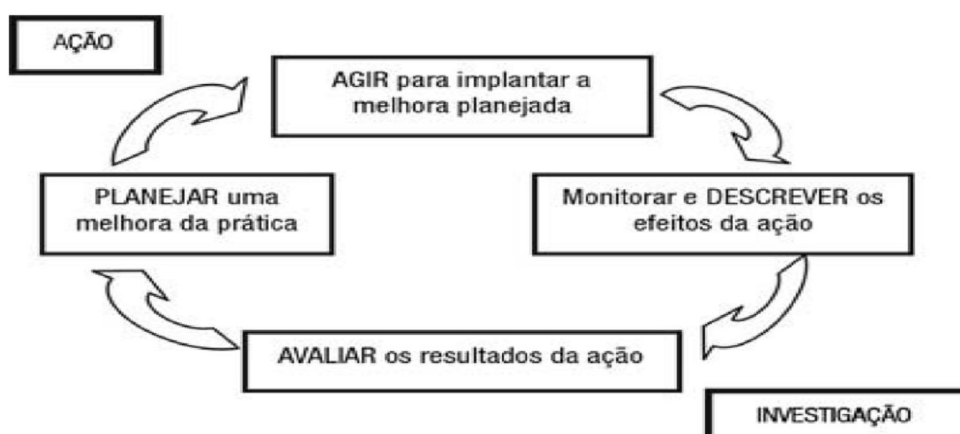 AÇÃO
AGIR para implantar a
melhora planejada
PLANEJAR uma
melhora da prática
Monitorar e DESCREVER os
efeitos da ação
AVALIAR os resultados da ação
INVESTIGAÇÃO